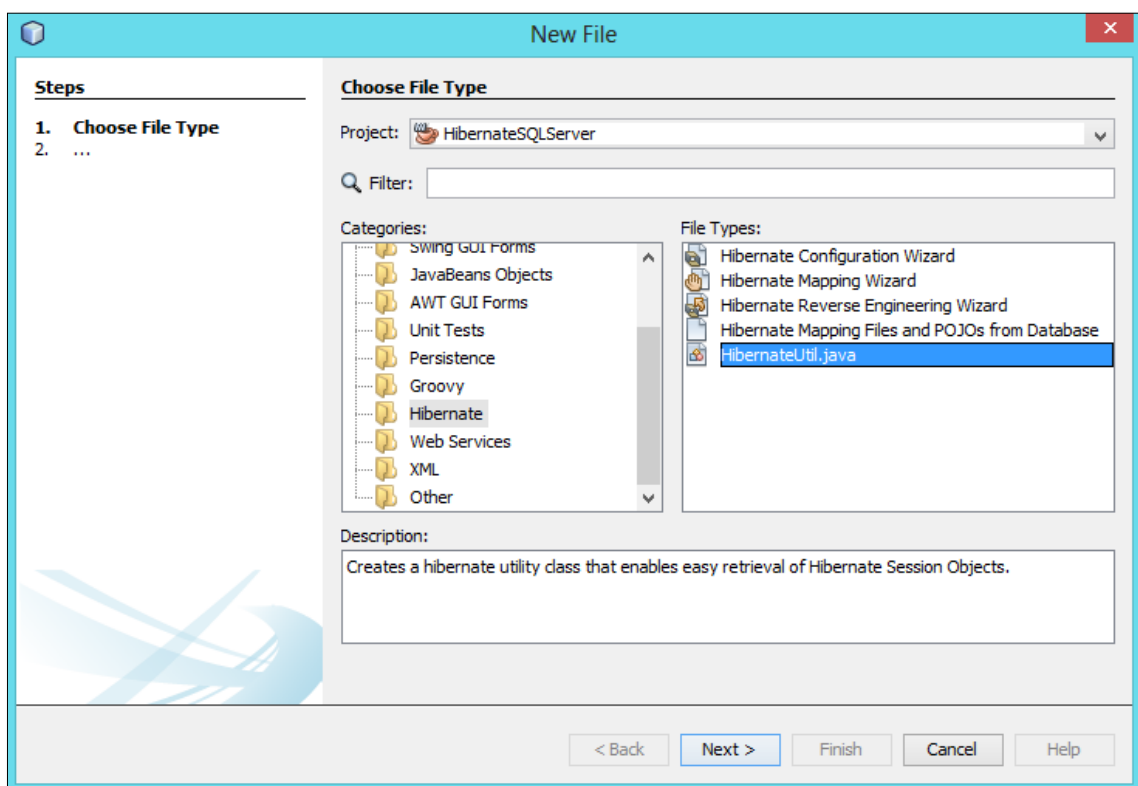 New File
Steps
1. Choose File Type
2. ...
Choose File Type
Project: HibernateSQLServer
Filter:
Categories:
Swing GUI Forms
JavaBeans Objects
AWT GUI Forms
Unit Tests
Persistence
Groovy
Hibernate
Web Services
XML
Other
File Types:
Hibernate Configuration Wizard
Hibernate Mapping Wizard
Hibernate Reverse Engineering Wizard
Hibernate Mapping Files and POJOs from Database
HibernateUtil.java
Description:
Creates a hibernate utility class that enables easy retrieval of Hibernate Session Objects.
< Back Next > Finish Cancel Help